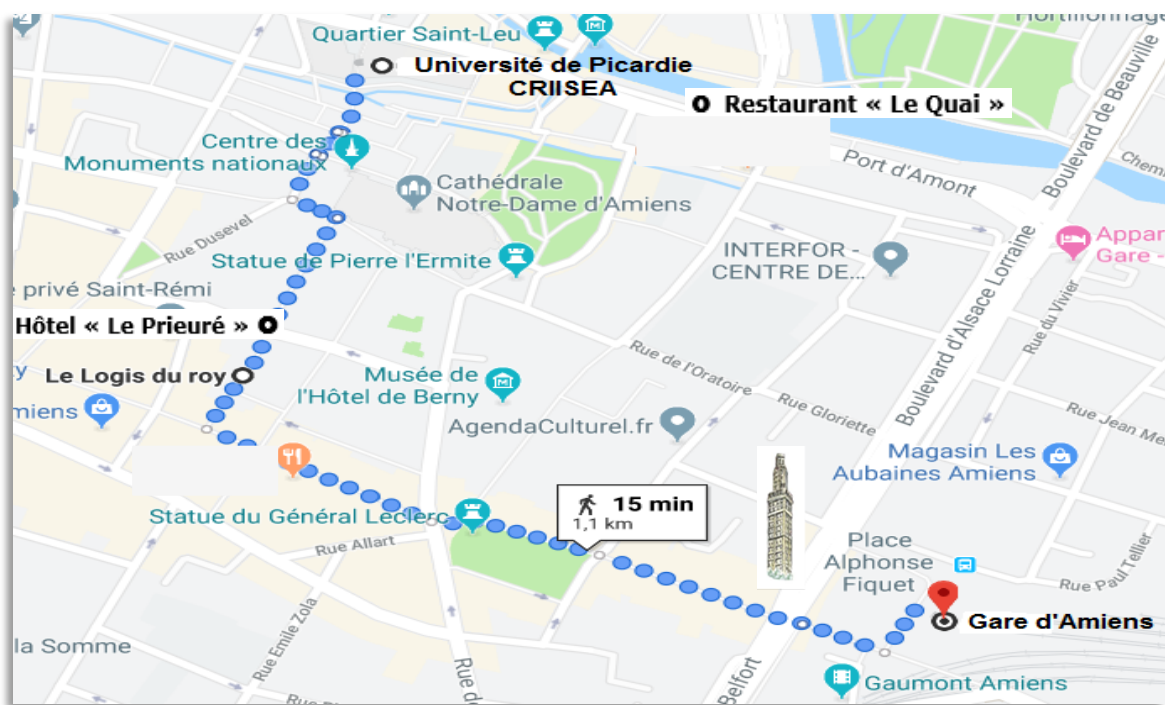 Hortillonnage
Quartier Saint-Leu
Université de Picardie
CRIISEA
Restaurant « Le Quai »
Boulevard de Beauville
Centre des
Monuments nationaux
Port d'Amont
Cathédrale
Notre-Dame d'Amiens
Rue Dusevel
Statue de Pierre l'Ermite
INTERFOR -
CENTRE DE...
Appar
Gare -
privé Saint-Rémi
Boulevard d'Alsace Lorraine
Rue du Vivier
Hôtel « Le Prieuré »
Le Logis du roy
Musée de
l'Hôtel de Berny
Rue de l'Oratoire
Rue Gloriette
miens
AgendaCulturel.fr
Rue Jean Me
Magasin Les
Aubaines Amiens
15 min
1,1 km
Statue du Général Leclerc
Rue Allart
Place
Alphonse
Fiquet
Rue Paul Tellier
Gare d'Amiens
la Somme
Rue Emile Zola
Rue de
Belfort
Gaumont Amiens